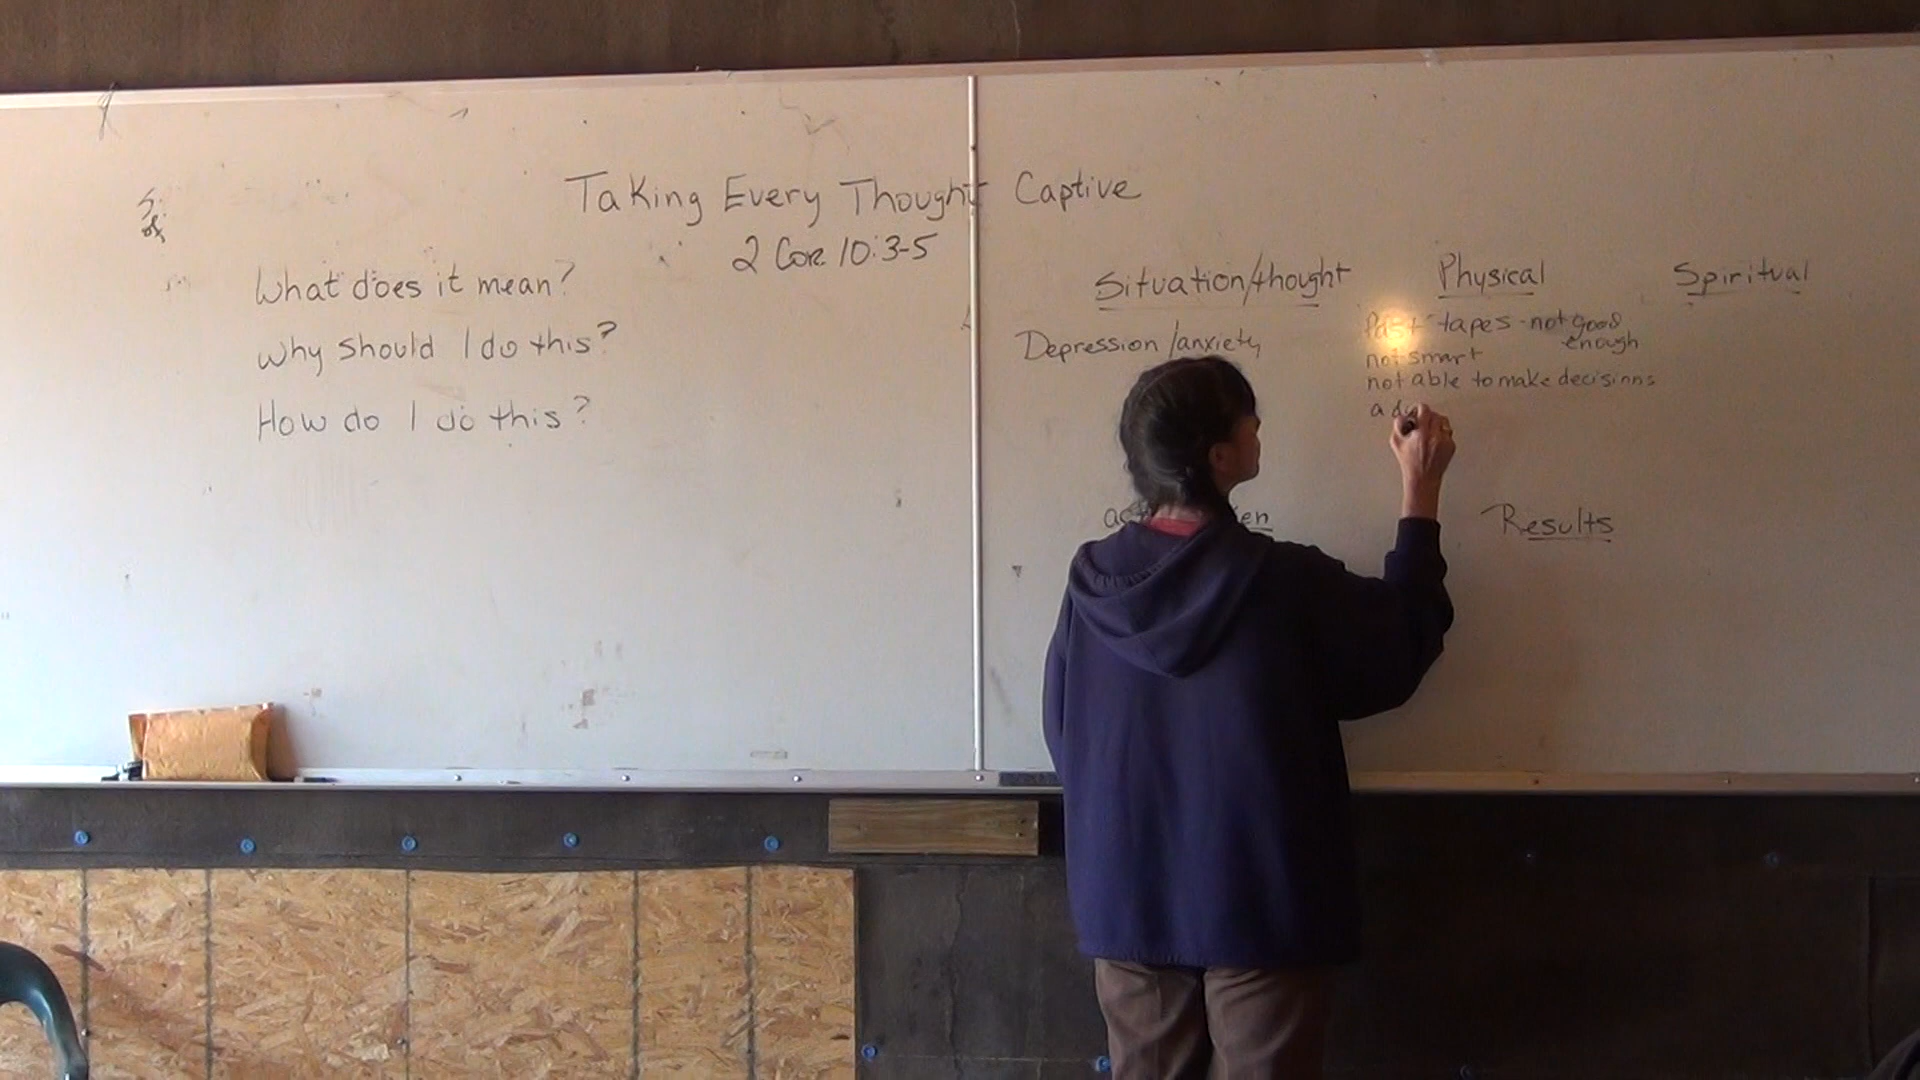 Taking Every Thought Captive
2 Cor. 10:3-5
What does it mean?
Why should I do this?
How do I do this?
Situation/thought
Physical
Spiritual
Depression/anxiety
Past tapes - not good
enough
not smart
not able to make decisions
a
Results